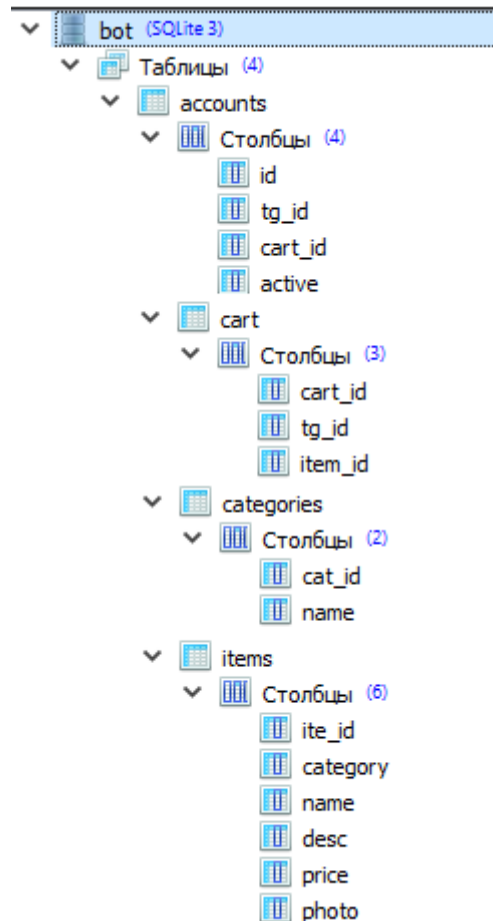 bot (SQLite 3)
Таблицы (4)
accounts
Столбцы (4)
id
tg_id
cart_id
active
cart
Столбцы (3)
cart_id
tg_id
item_id
categories
Столбцы (2)
cat_id
name
items
Столбцы (6)
ite_id
category
name
desc
price
photo